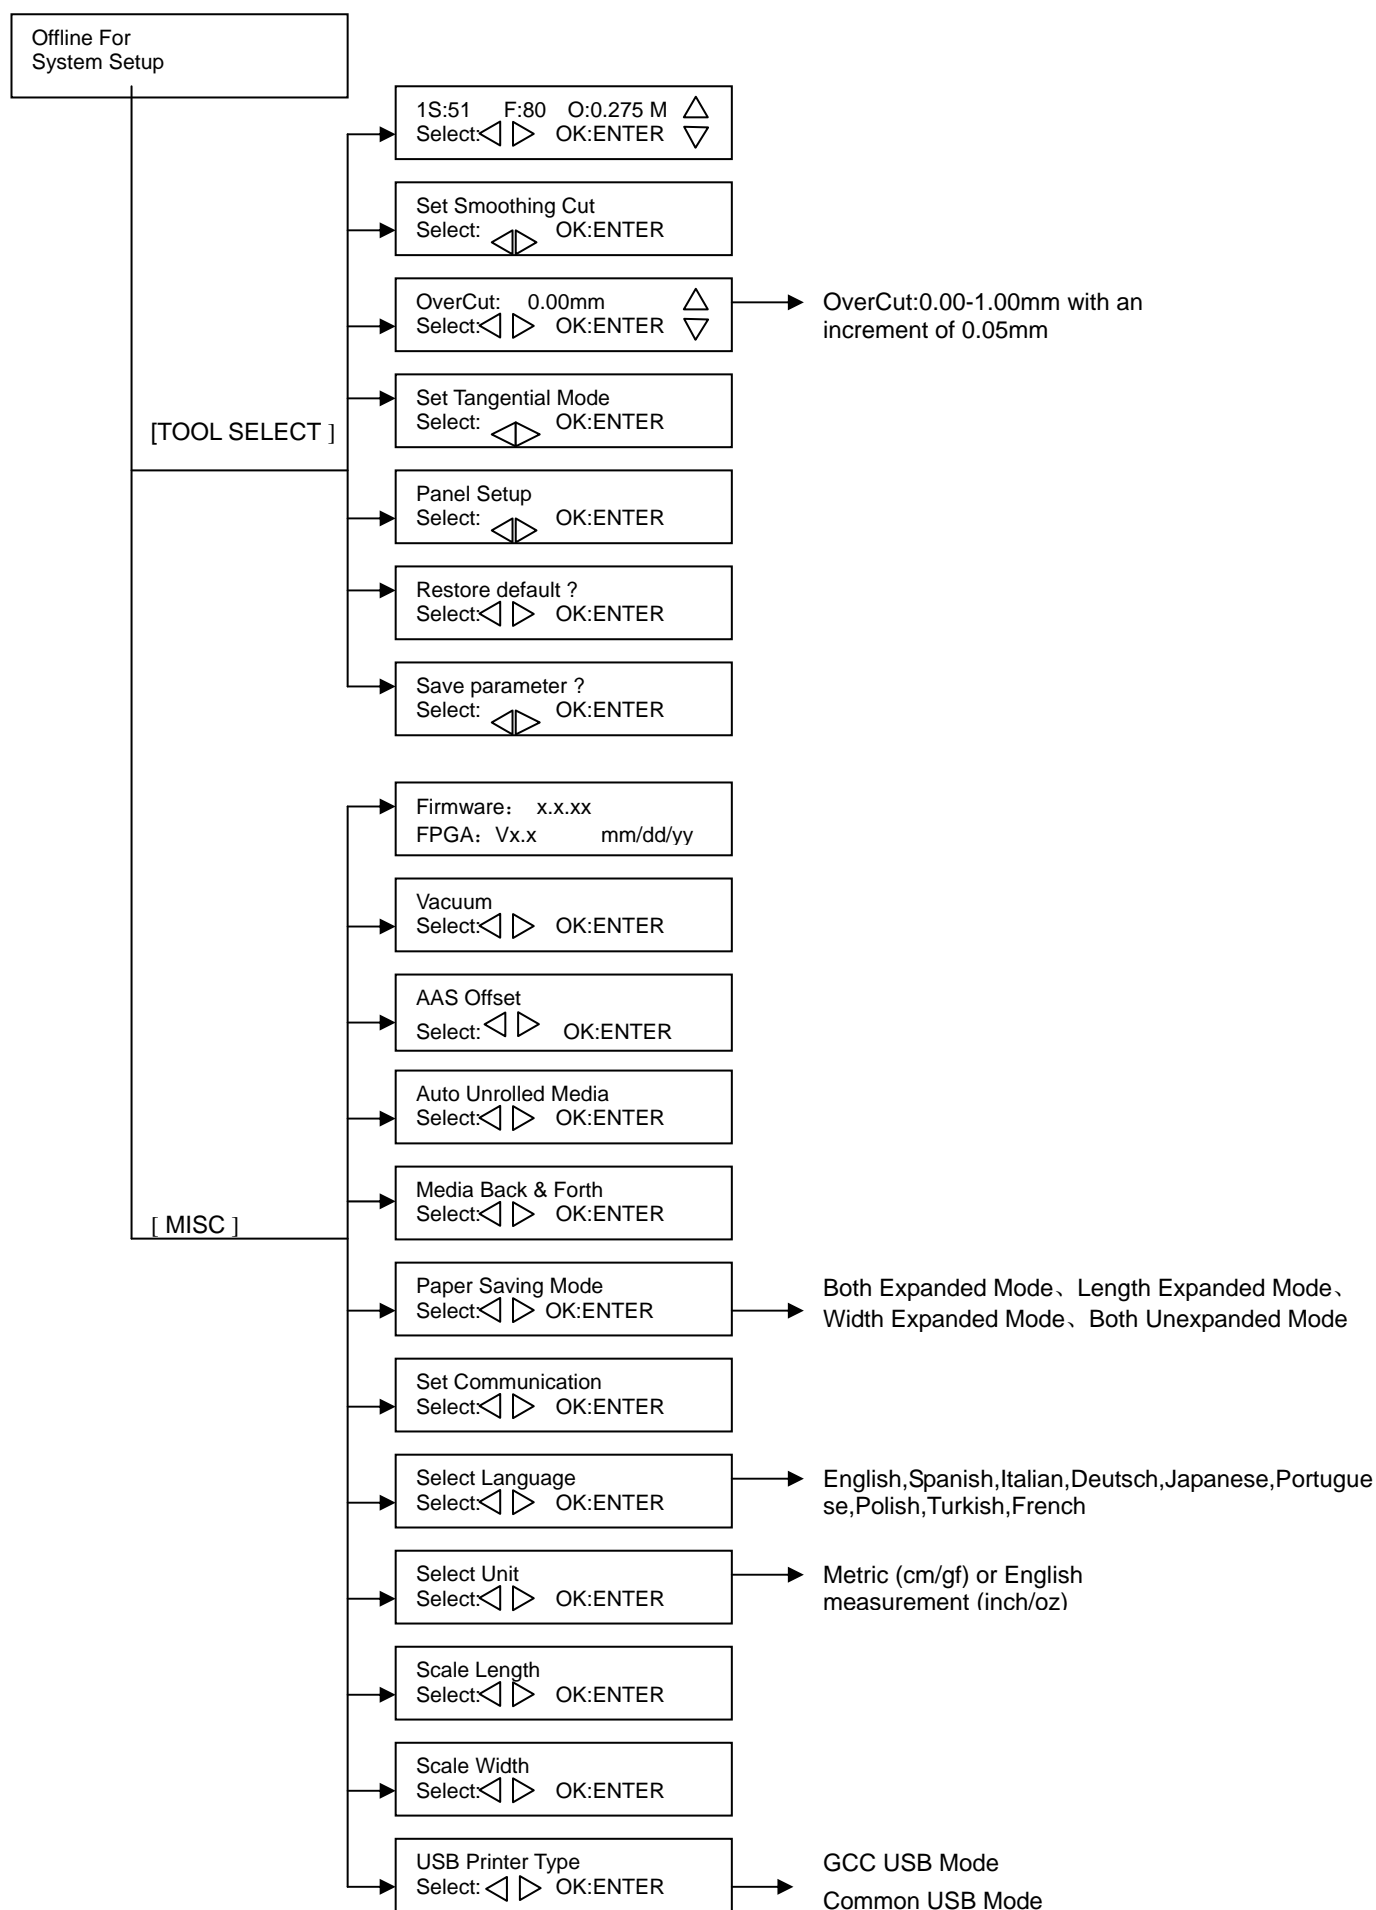 Offline For
System Setup
1S:51 F:80 O:0.275 M
Select: OK:ENTER
Set Smoothing Cut
Select: OK:ENTER
OverCut: 0.00mm
Select: OK:ENTER
OverCut:0.00-1.00mm with an
increment of 0.05mm
Set Tangential Mode
Select: OK:ENTER
[TOOL SELECT ]
Panel Setup
Select: OK:ENTER
Restore default ?
Select: OK:ENTER
Save parameter ?
Select: OK:ENTER
Firmware： x.x.xx
FPGA：Vx.x mm/dd/yy
Vacuum
Select: OK:ENTER
AAS Offset
Select: OK:ENTER
Auto Unrolled Media
Select: OK:ENTER
Media Back & Forth
Select: OK:ENTER
[ MISC ]
Paper Saving Mode
Select: OK:ENTER
Both Expanded Mode、Length Expanded Mode、
Width Expanded Mode、Both Unexpanded Mode
Set Communication
Select: OK:ENTER
Select Language
Select: OK:ENTER
English,Spanish,Italian,Deutsch,Japanese,Portugue
se,Polish,Turkish,French
Select Unit
Select: OK:ENTER
Metric (cm/gf) or English
measurement (inch/oz)
Scale Length
Select: OK:ENTER
Scale Width
Select: OK:ENTER
USB Printer Type
Select: OK:ENTER
GCC USB Mode
Common USB Mode